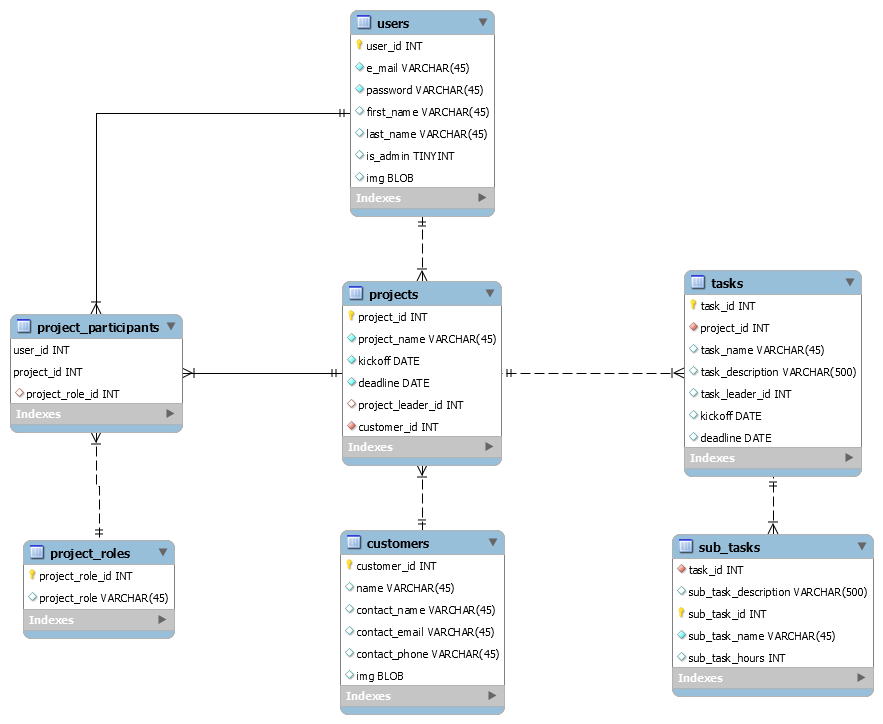 users
user_id INT
e_mail VARCHAR(45)
password VARCHAR(45)
first_name VARCHAR(45)
last_name VARCHAR(45)
is_admin TINYINT
img BLOB
Indexes
project_participants
user_id INT
project_id INT
project_role_id INT
Indexes
projects
project_id INT
project_name VARCHAR(45)
kickoff DATE
deadline DATE
project_leader_id INT
customer_id INT
Indexes
tasks
task_id INT
project_id INT
task_name VARCHAR(45)
task_description VARCHAR(500)
task_leader_id INT
kickoff DATE
deadline DATE
Indexes
project_roles
project_role_id INT
project_role VARCHAR(45)
Indexes
customers
customer_id INT
name VARCHAR(45)
contact_name VARCHAR(45)
contact_email VARCHAR(45)
contact_phone VARCHAR(45)
img BLOB
Indexes
sub_tasks
task_id INT
sub_task_description VARCHAR(500)
sub_task_id INT
sub_task_name VARCHAR(45)
sub_task_hours INT
Indexes